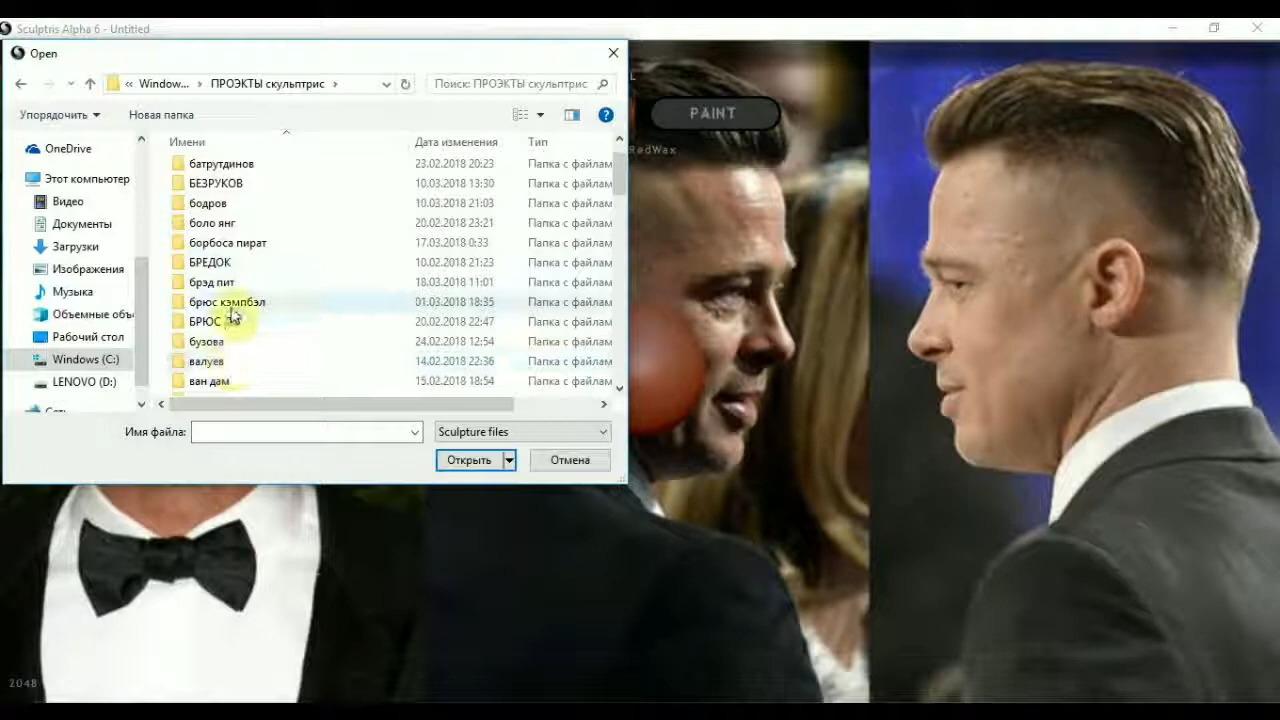 Sculptris Alpha 6 - Untitled
Open
« Window... › ПРОЭКТЫ скульптрис ›
Поиск: ПРОЭКТЫ скульптрис
Упорядочить
Новая папка
L
PAINT
RedWax
Имени
Дата изменения
Тип
OneDrive
Этот компьютер
Видео
Документы
Загрузки
Изображения
Музыка
Объемные объ
Рабочий стол
Windows (C:)
LENOVO (D:)
Сеть
батрутдинов 23.02.2018 20:23 Папка с файлам
БЕЗРУКОВ 10.03.2018 13:30 Папка с файлам
бодров 10.03.2018 21:03 Папка с файлам
боло янг 20.02.2018 23:21 Папка с файлам
борбоса пират 17.03.2018 0:33 Папка с файлам
БРЕДОК 10.02.2018 21:23 Папка с файлам
брэд пит 18.03.2018 11:01 Папка с файлам
брюс кэмпбэл 01.03.2018 18:35 Папка с файлам
БРЮС 20.02.2018 22:47 Папка с файлам
бузова 24.02.2018 12:54 Папка с файлам
валуев 14.02.2018 22:36 Папка с файлам
ван дам 15.02.2018 18:54 Папка с файлам
Имя файла:
Sculpture files
Открыть
Отмена
2048